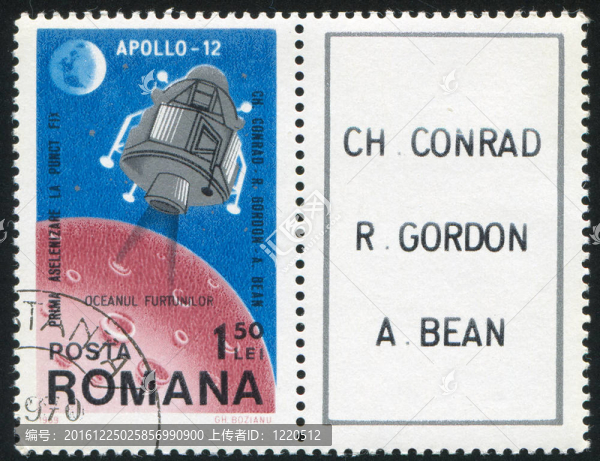 APOLLO-12
PRIMA ASELENIZARE LA PUNCT FIX
CH. CONRAD - R. GORDON - A. BEAN
OCEANUL FURTUNILOR
1.50
LEI
POSTA
ROMANA
GH. BOZIANU
CH. CONRAD
R. GORDON
A. BEAN
编号: 20161225025856990900 上传者ID: 1220512